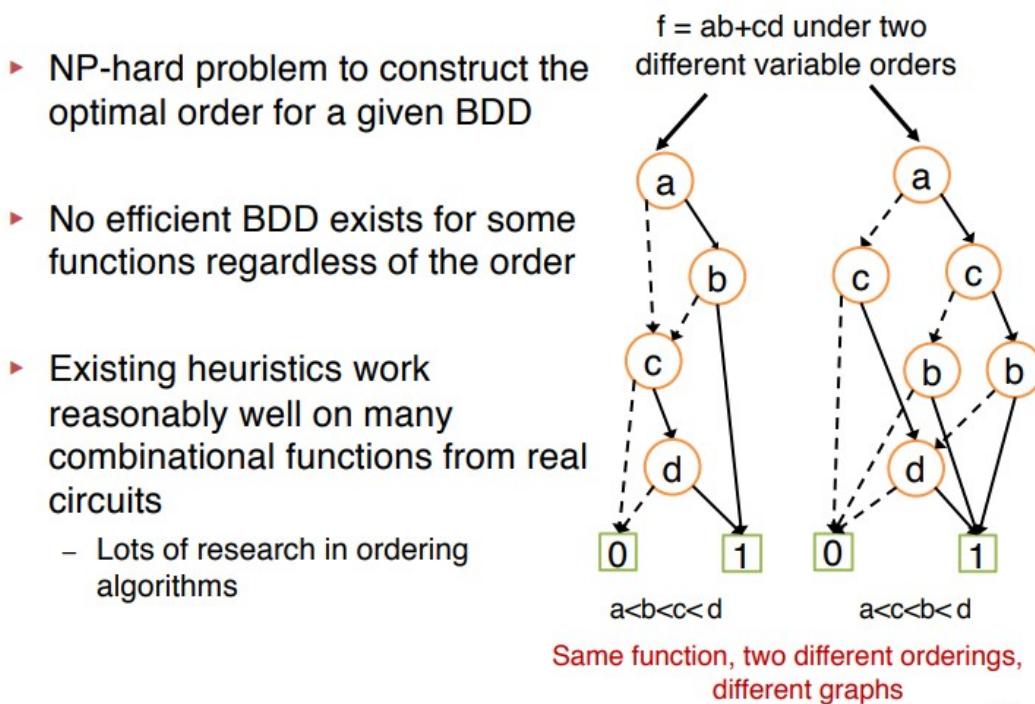 ▸ NP-hard problem to construct the
optimal order for a given BDD
▸ No efficient BDD exists for some
functions regardless of the order
▸ Existing heuristics work
reasonably well on many
combinational functions from real
circuits
– Lots of research in ordering
algorithms
f = ab+cd under two
different variable orders
a
b
c
d
0 1
a<b<c< d
a
c c
b b
d
0 1
a<c<b< d
Same function, two different orderings,
different graphs